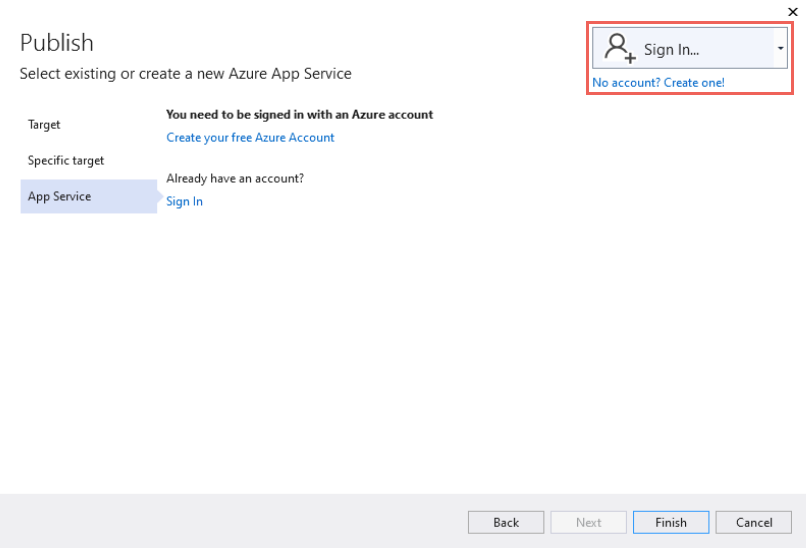 Publish
Select existing or create a new Azure App Service
Sign In...
No account? Create one!
Target
Specific target
App Service
You need to be signed in with an Azure account
Create your free Azure Account
Already have an account?
Sign In
Back
Next
Finish
Cancel